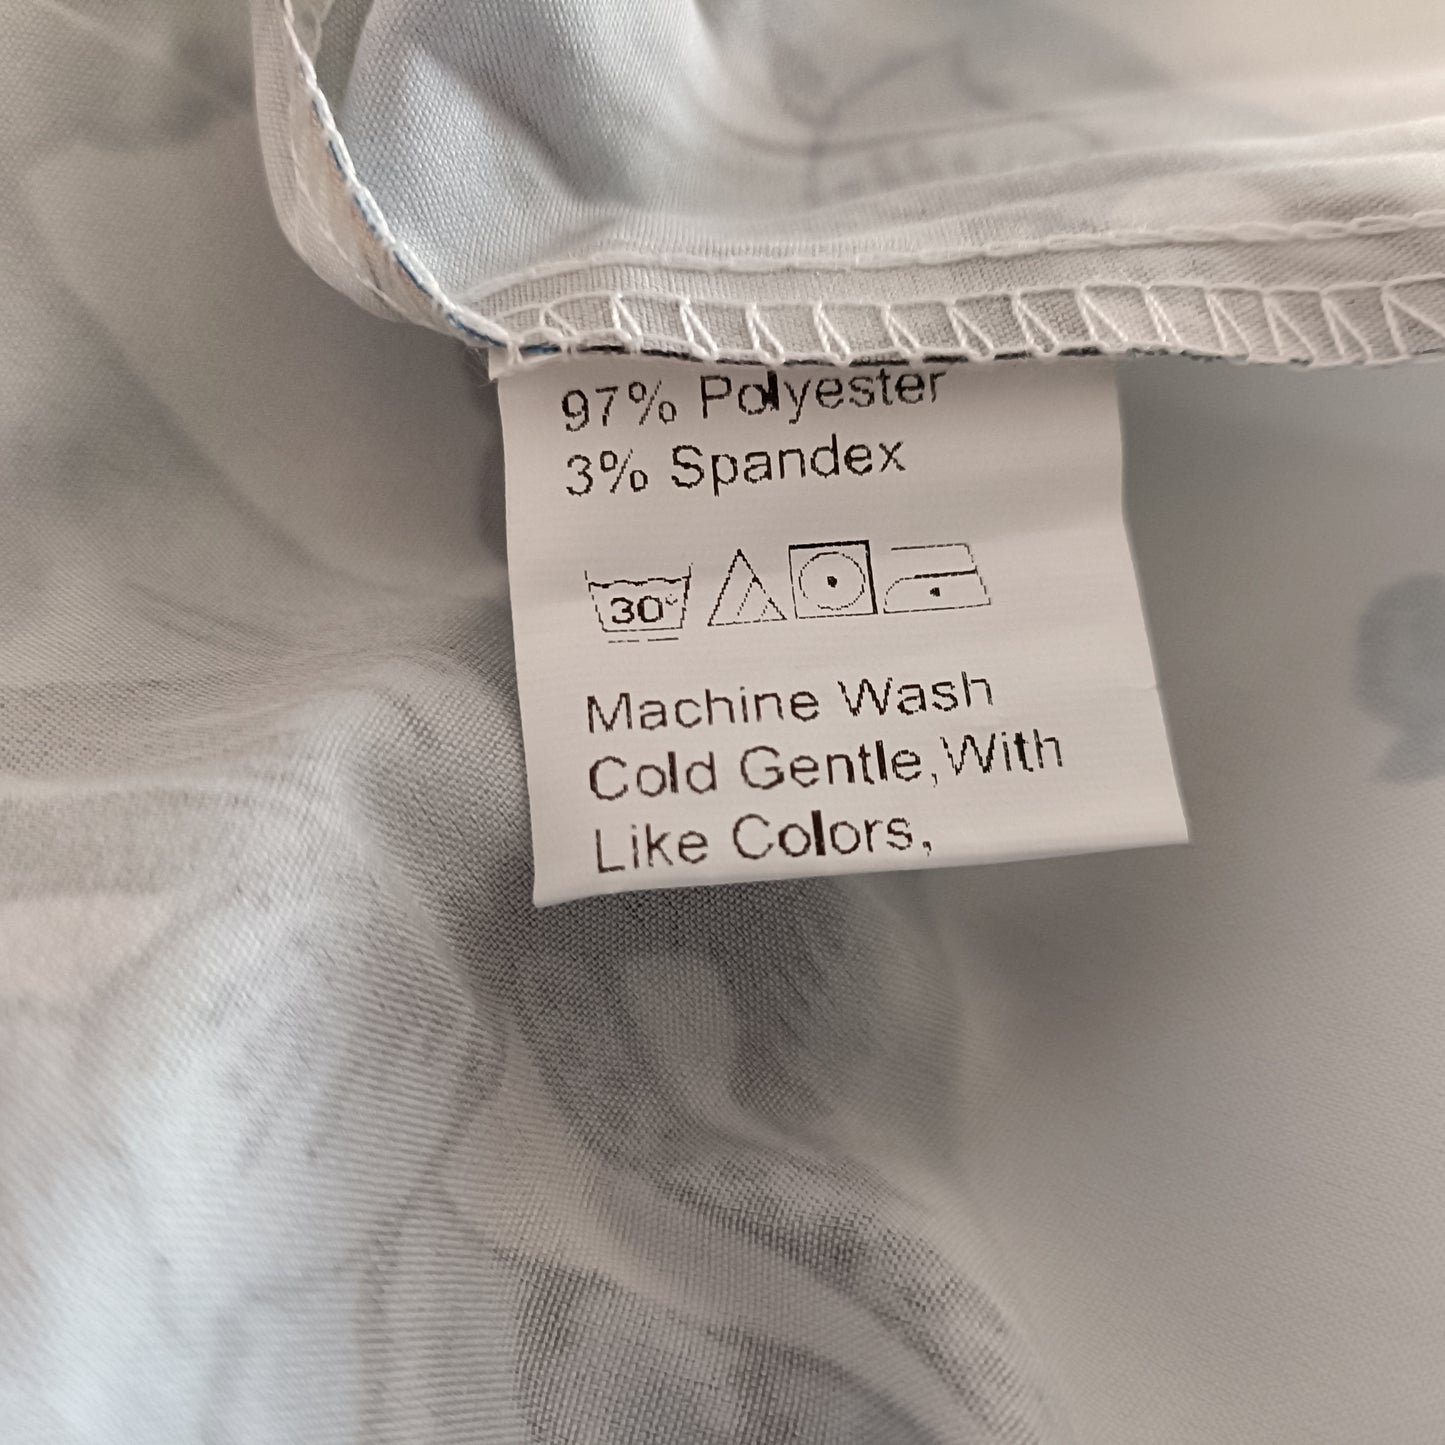 97% Polyester
3% Spandex
30°
Machine Wash
Cold Gentle,With
Like Colors,